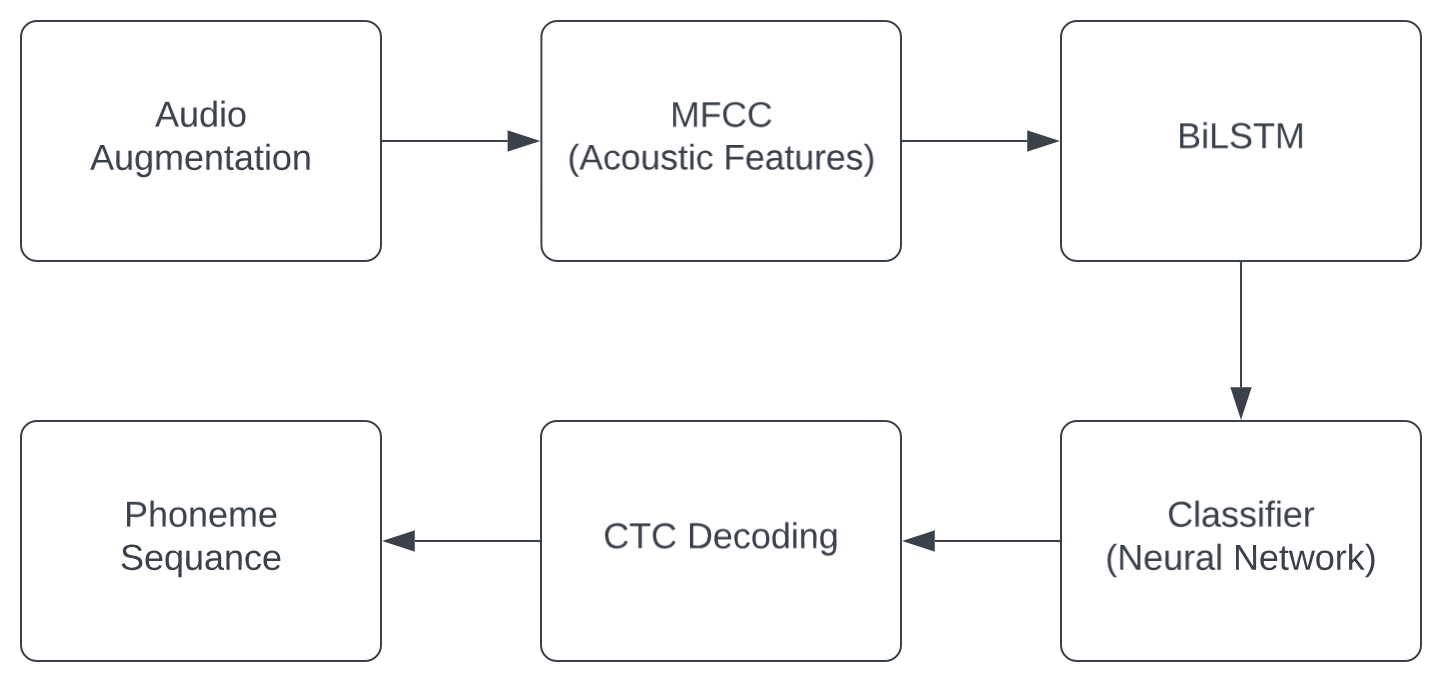 Audio
Augmentation
MFCC
(Acoustic Features)
BiLSTM
Classifier
(Neural Network)
CTC Decoding
Phoneme
Sequance